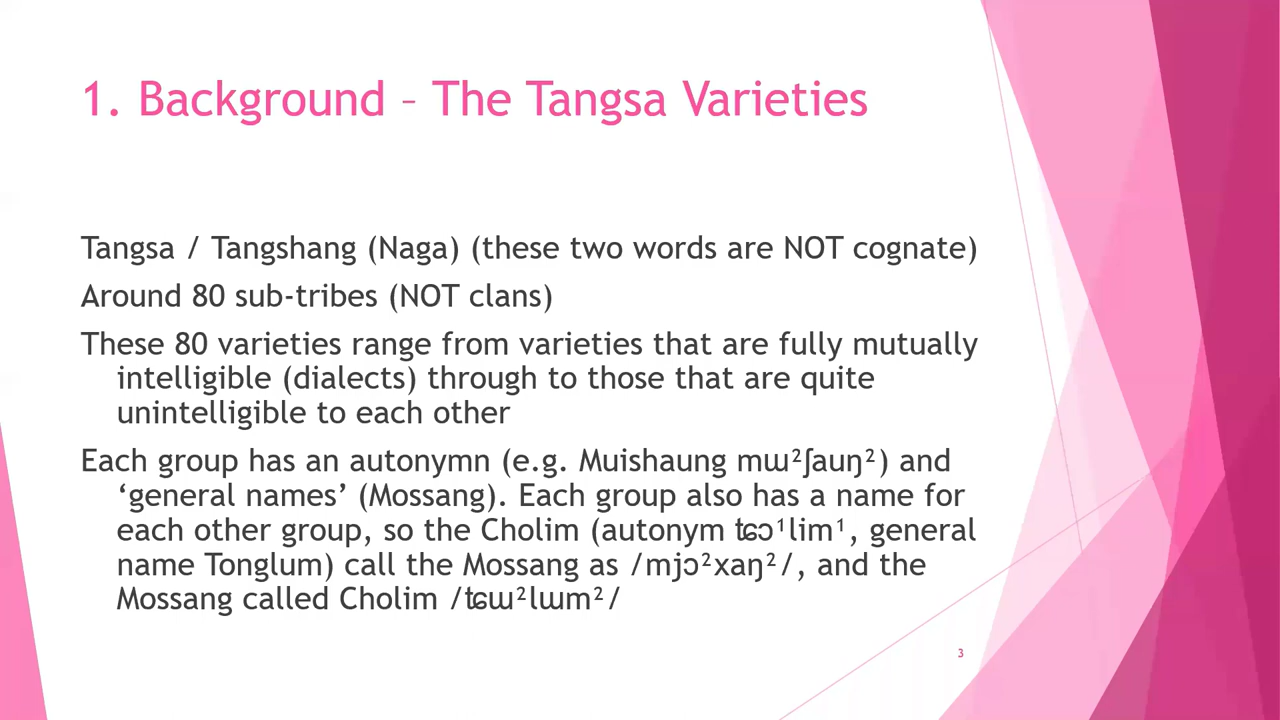 1. Background – The Tangsa Varieties
Tangsa / Tangshang (Naga) (these two words are NOT cognate)
Around 80 sub-tribes (NOT clans)
These 80 varieties range from varieties that are fully mutually
intelligible (dialects) through to those that are quite
unintelligible to each other
Each group has an autonymn (e.g. Muishaung mɯ²ʃauŋ²) and
‘general names’ (Mossang). Each group also has a name for
each other group, so the Cholim (autonym ʨɔ¹lim¹, general
name Tonglum) call the Mossang as /mjɔ²xaŋ²/, and the
Mossang called Cholim /ʨɯ²lɯm²/
3